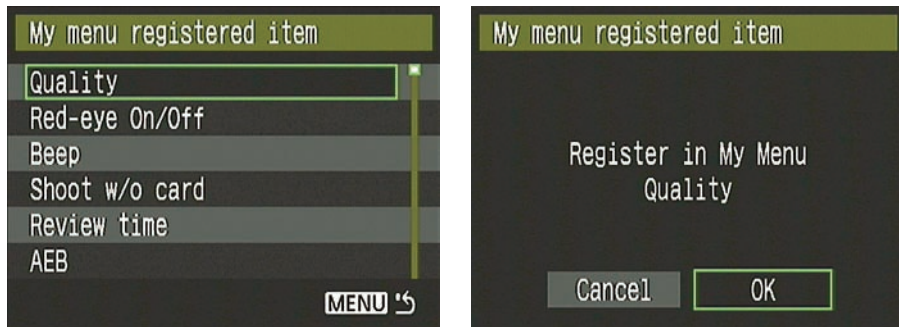 My menu registered item
Quality
Red-eye On/Off
Beep
Shoot w/o card
Review time
AEB
MENU
My menu registered item
Register in My Menu
Quality
Cancel
OK